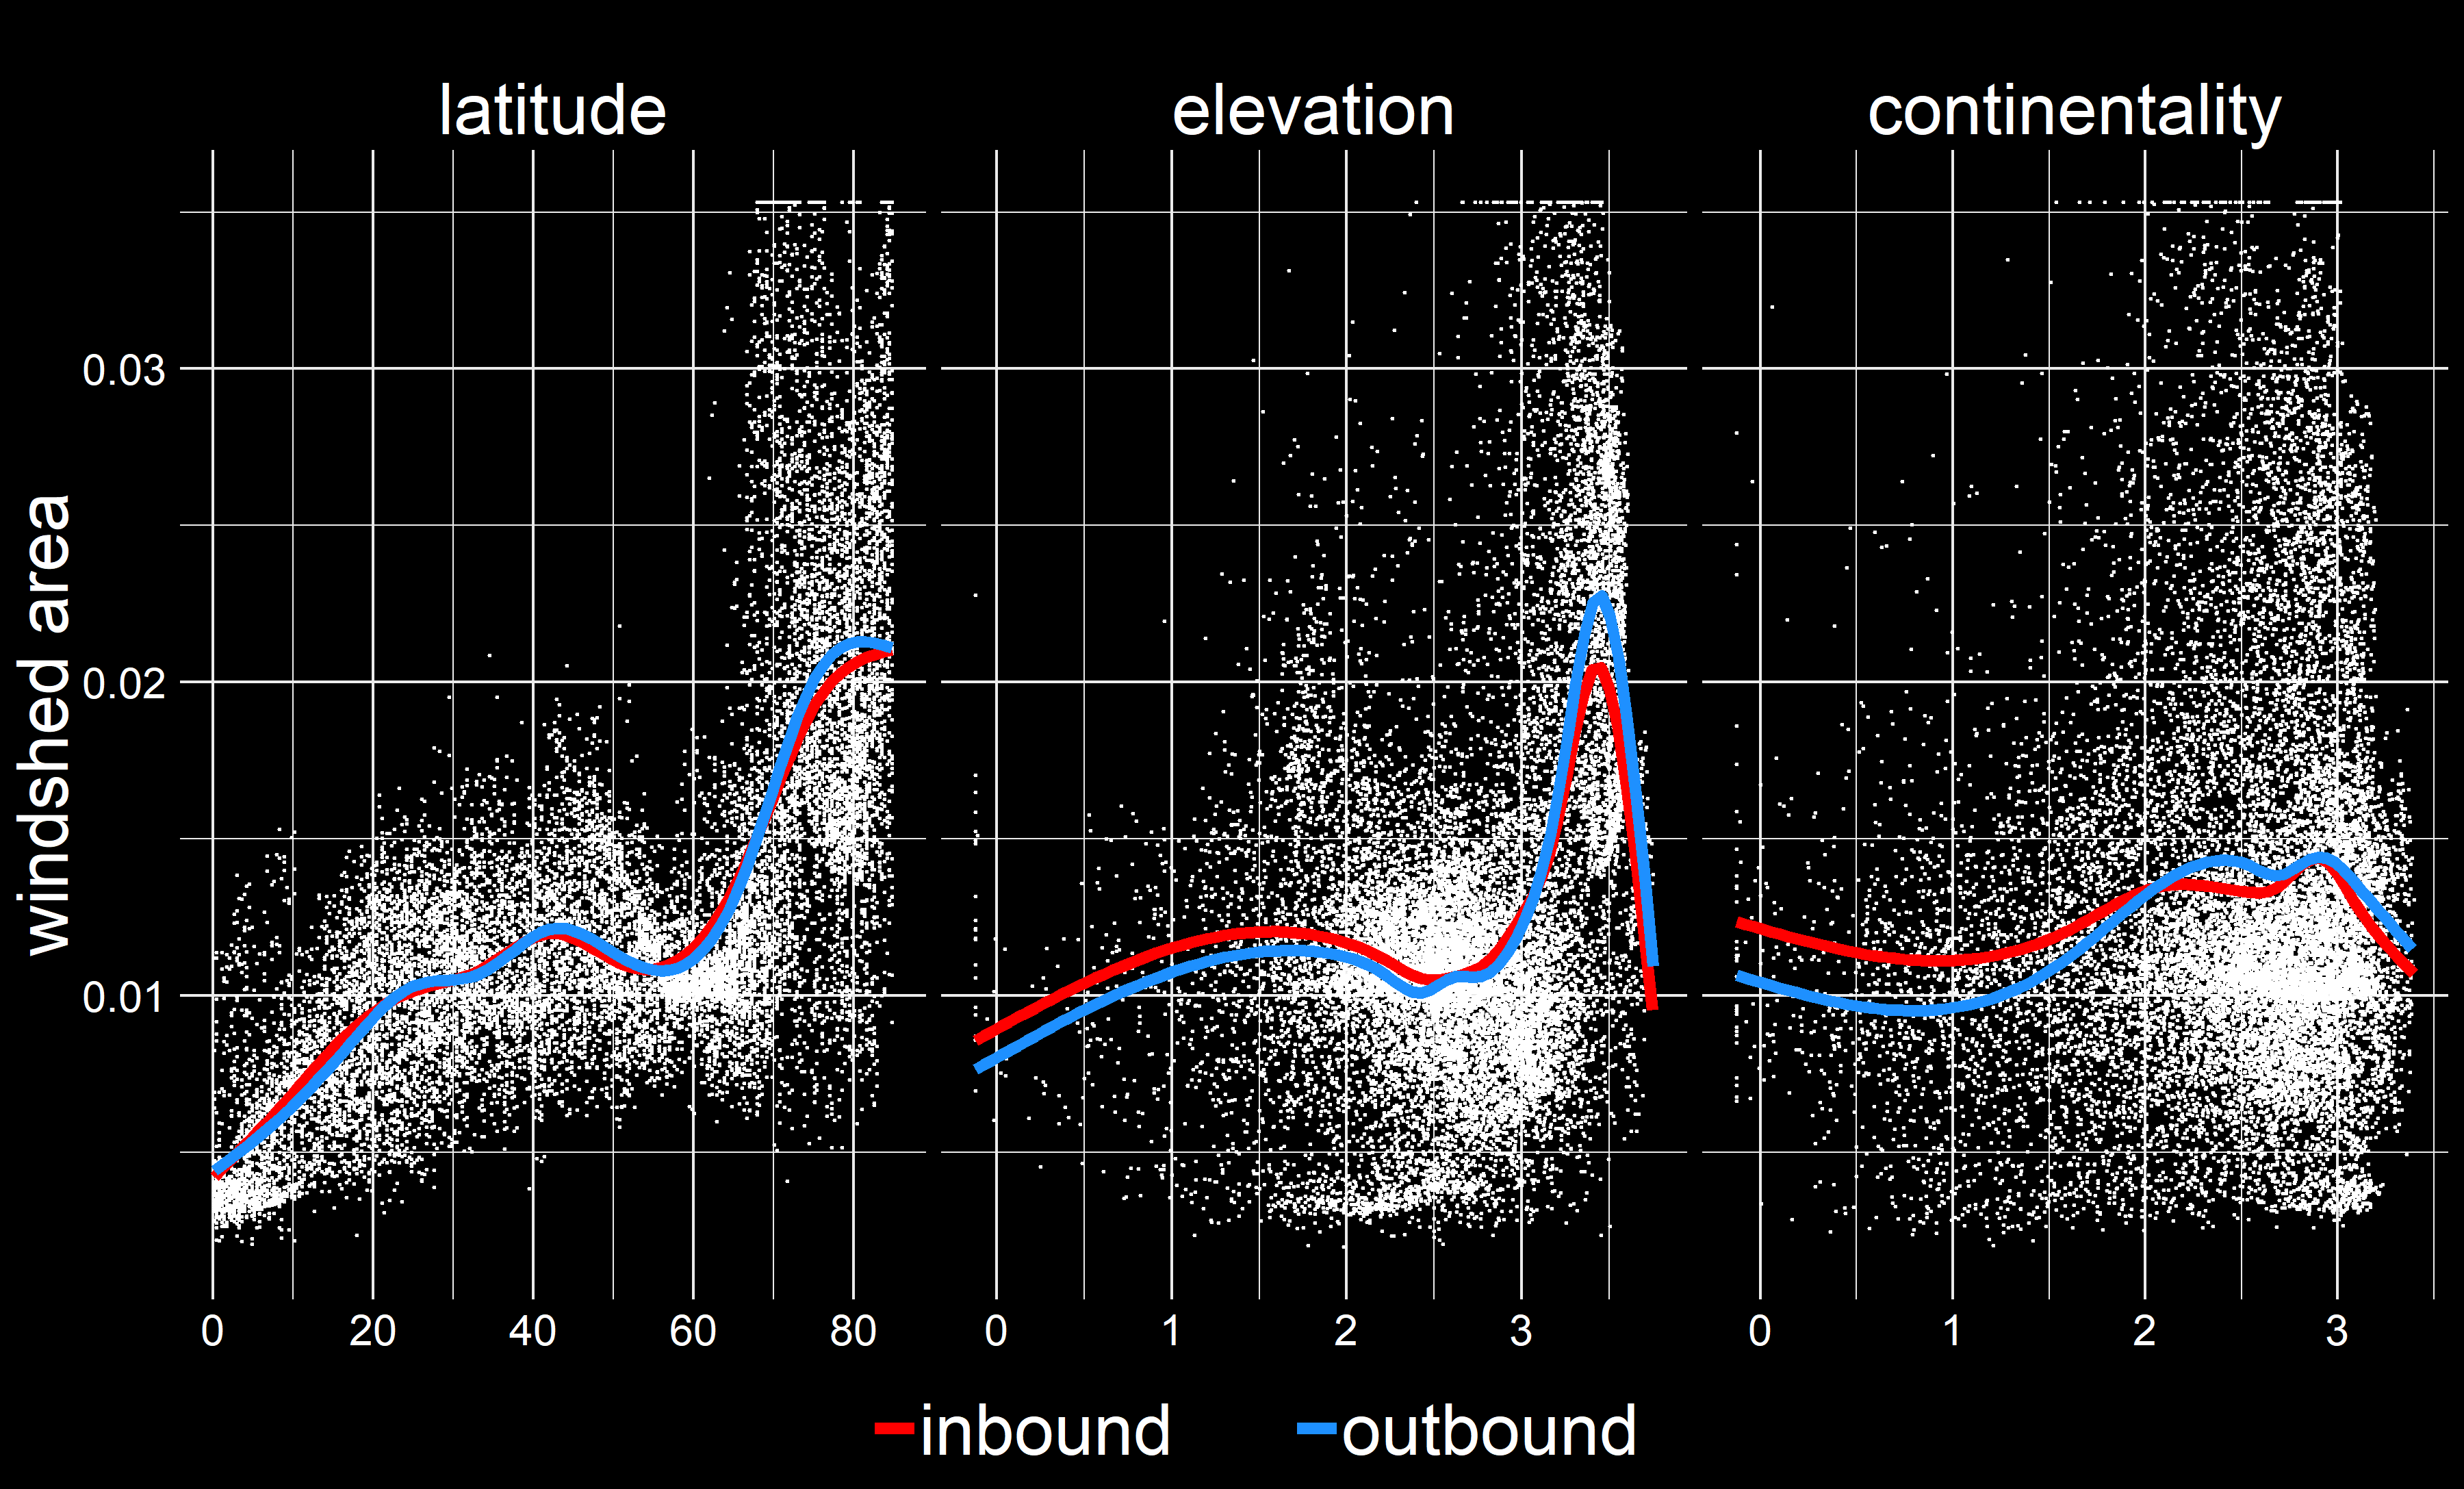 latitude elevation continentality
windshed area
0.03
0.02
0.01
0 20 40 60 80 0 1 2 3 0 1 2 3
inbound outbound